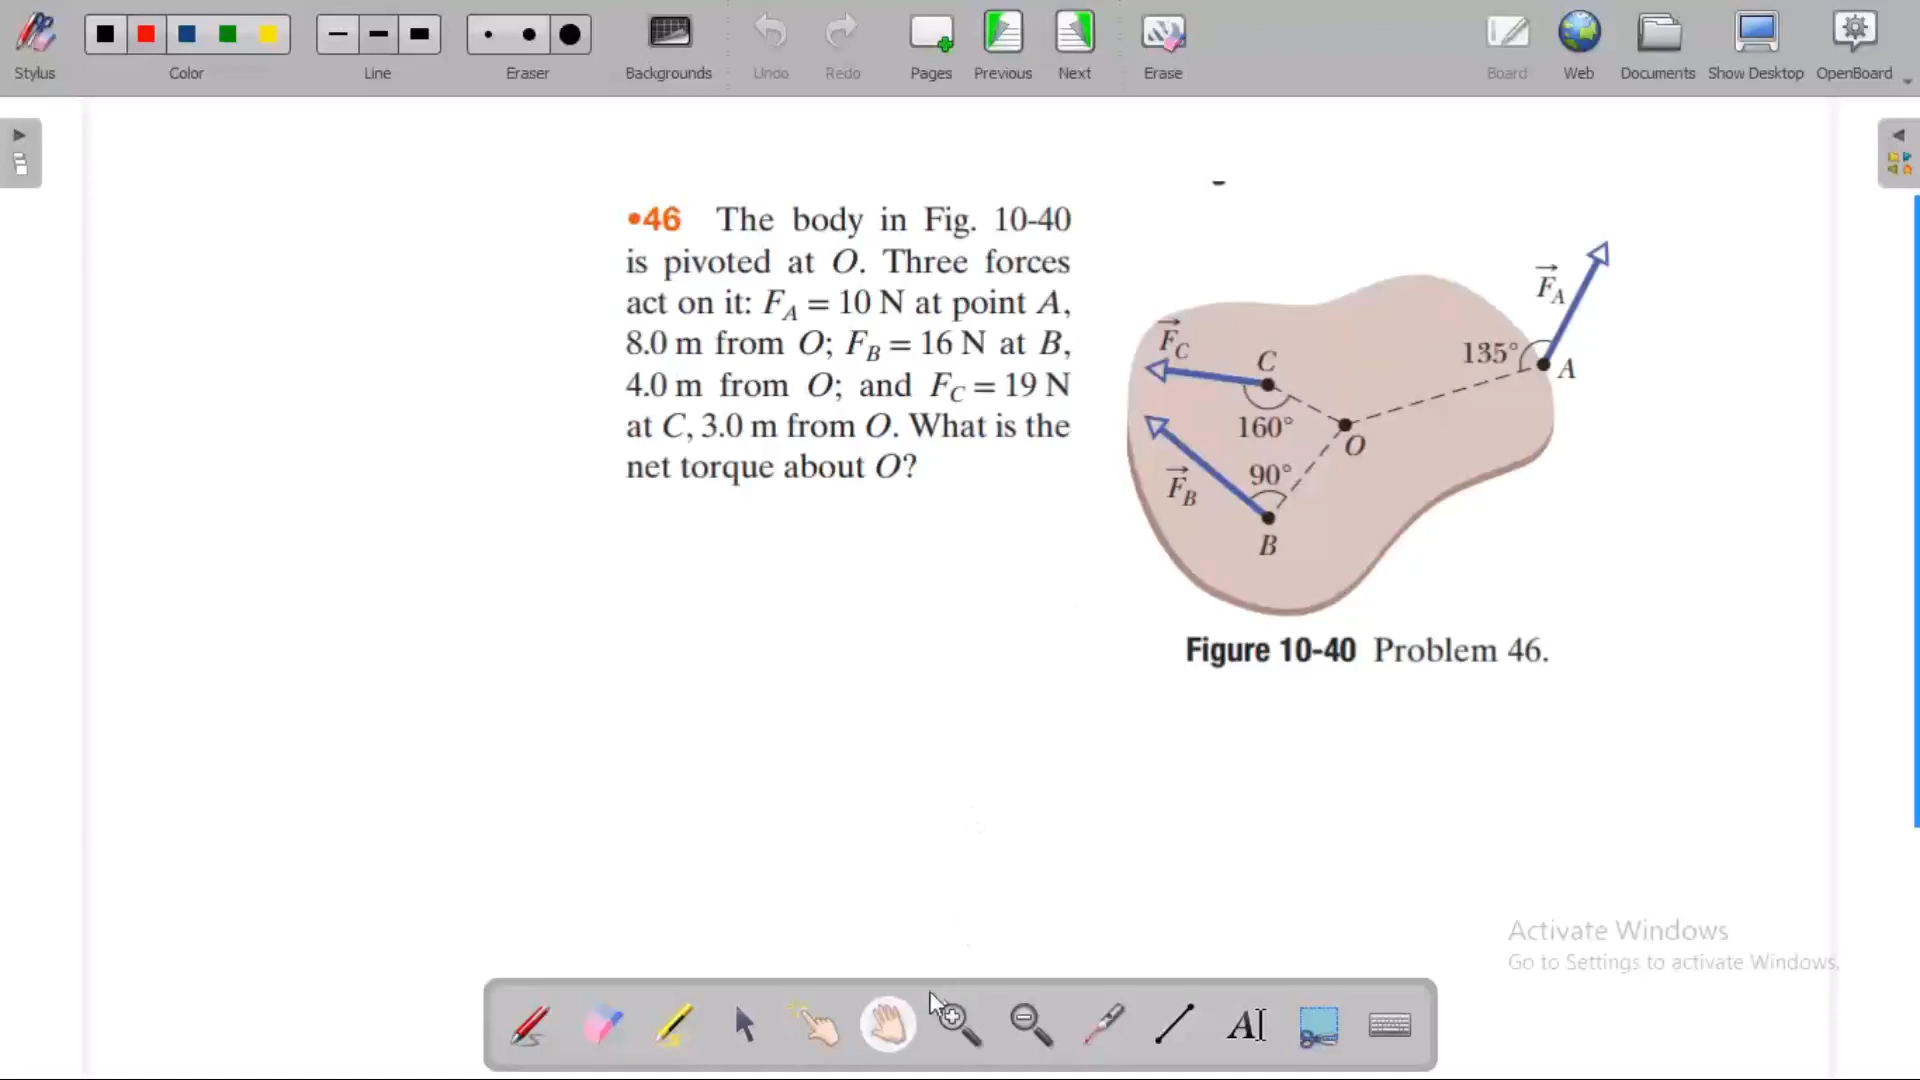 Stylus
Color
Line
Eraser
Backgrounds
Undo
Redo
Pages
Previous
Next
Erase
Board
Web
Documents
Show Desktop
OpenBoard
•46 The body in Fig. 10-40
is pivoted at O. Three forces
act on it: F_A = 10 N at point A,
8.0 m from O; F_B = 16 N at B,
4.0 m from O; and F_C = 19 N
at C, 3.0 m from O. What is the
net torque about O?
F_A
F_C
C
135°
A
160°
O
90°
F_B
B
Figure 10-40 Problem 46.
Activate Windows
Go to Settings to activate Windows.